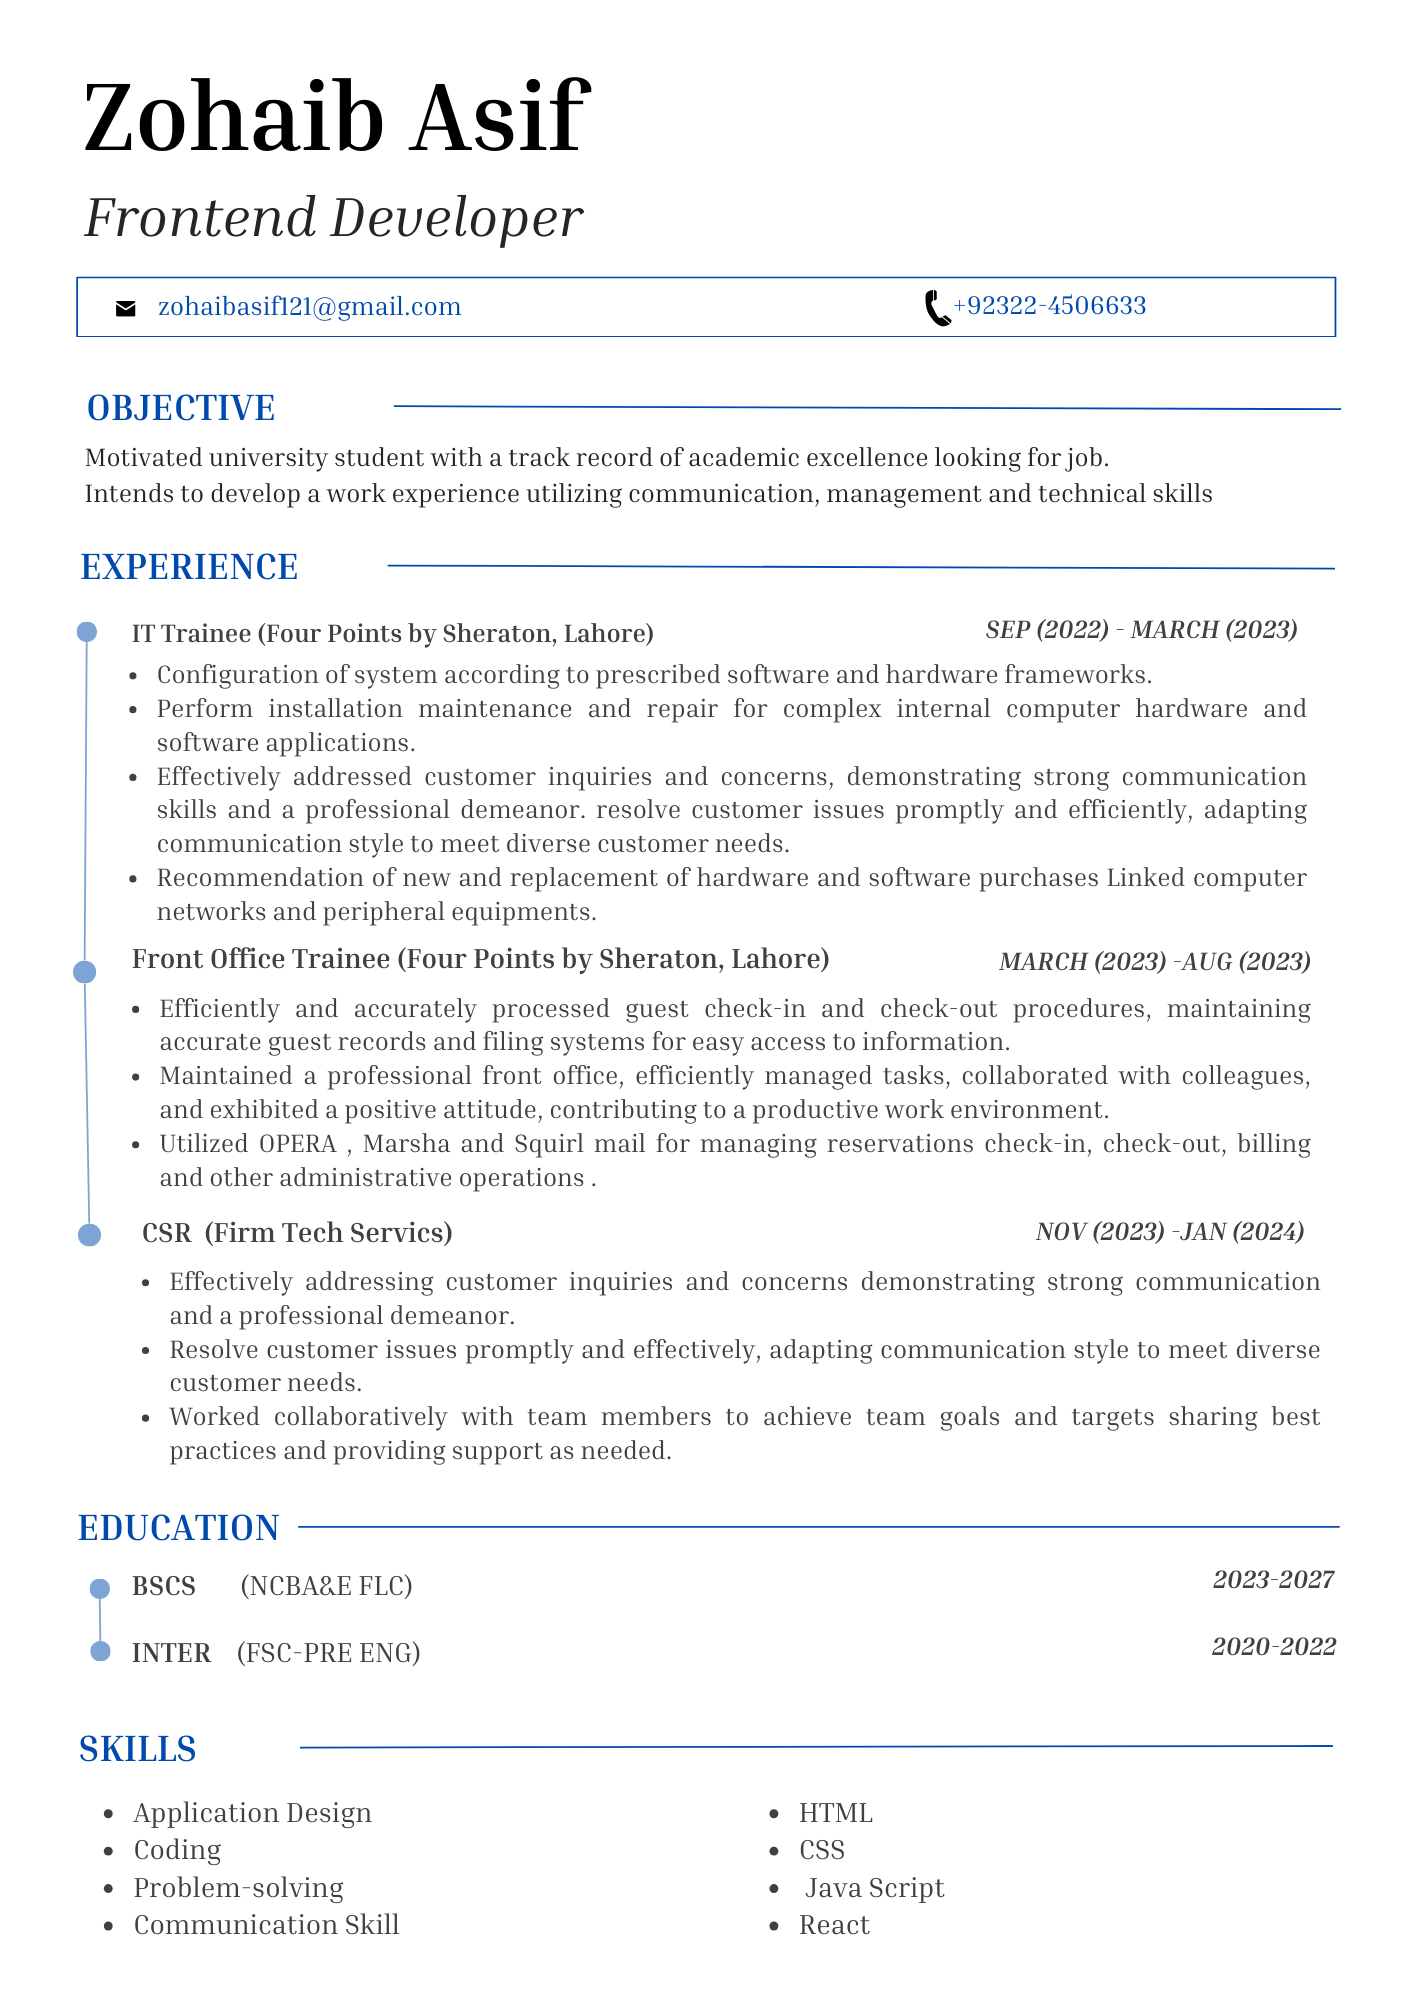 Zohaib Asif
Frontend Developer
zohaibasif121@gmail.com +92322-4506633
OBJECTIVE
Motivated university student with a track record of academic excellence looking for job.
Intends to develop a work experience utilizing communication, management and technical skills
EXPERIENCE
IT Trainee (Four Points by Sheraton, Lahore) SEP (2022) - MARCH (2023)
• Configuration of system according to prescribed software and hardware frameworks.
• Perform installation maintenance and repair for complex internal computer hardware and
software applications.
• Effectively addressed customer inquiries and concerns, demonstrating strong communication
skills and a professional demeanor. resolve customer issues promptly and efficiently, adapting
communication style to meet diverse customer needs.
• Recommendation of new and replacement of hardware and software purchases Linked computer
networks and peripheral equipments.
Front Office Trainee (Four Points by Sheraton, Lahore) MARCH (2023) -AUG (2023)
• Efficiently and accurately processed guest check-in and check-out procedures, maintaining
accurate guest records and filing systems for easy access to information.
• Maintained a professional front office, efficiently managed tasks, collaborated with colleagues,
and exhibited a positive attitude, contributing to a productive work environment.
• Utilized OPERA , Marsha and Squirl mail for managing reservations check-in, check-out, billing
and other administrative operations .
CSR (Firm Tech Servics) NOV (2023) -JAN (2024)
• Effectively addressing customer inquiries and concerns demonstrating strong communication
and a professional demeanor.
• Resolve customer issues promptly and effectively, adapting communication style to meet diverse
customer needs.
• Worked collaboratively with team members to achieve team goals and targets sharing best
practices and providing support as needed.
EDUCATION
BSCS (NCBA&E FLC) 2023-2027
INTER (FSC-PRE ENG) 2020-2022
SKILLS
• Application Design
• Coding
• Problem-solving
• Communication Skill
• HTML
• CSS
• Java Script
• React